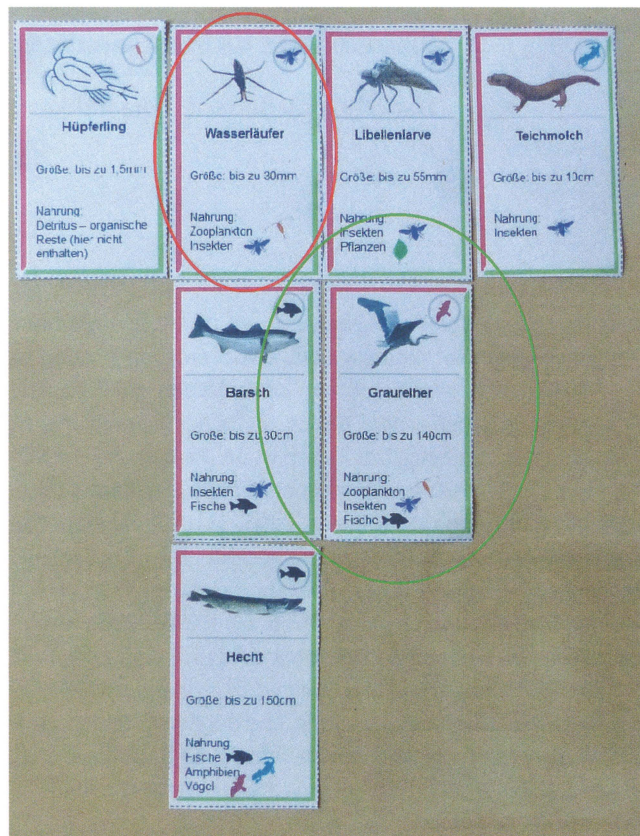 Hüpferling
Größe: bis zu 1,5mm
Nahrung:
Detritus – organische
Reste (hier nicht
enthalten)
Wasserläufer
Größe: bis zu 30mm
Nahrung:
Zooplankton
Insekten
Libellenlarve
Größe: bis zu 55mm
Nahrung:
Insekten
Pflanzen
Teichmolch
Größe: bis zu 10cm
Nahrung:
Insekten
Barsch
Größe: bis zu 30cm
Nahrung:
Insekten
Fische
Graureiher
Größe: bis zu 140cm
Nahrung:
Zooplankton
Insekten
Fische
Hecht
Größe: bis zu 150cm
Nahrung
Fische
Amphibien
Vögel